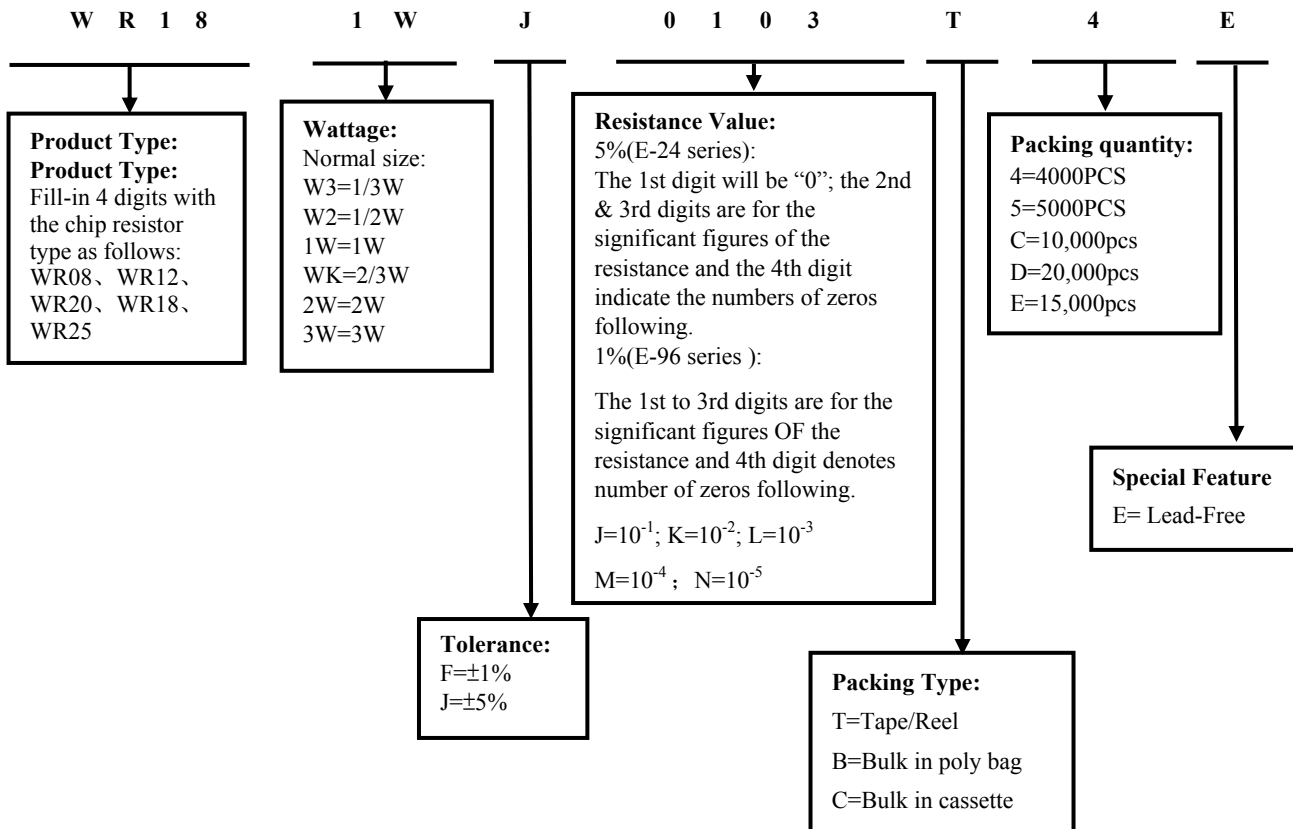 W R 1 8 1 W J 0 1 0 3 T 4 E
Product Type:
Product Type:
Fill-in 4 digits with
the chip resistor
type as follows:
WR08、WR12、
WR20、WR18、
WR25
Wattage:
Normal size:
W3=1/3W
W2=1/2W
1W=1W
WK=2/3W
2W=2W
3W=3W
Resistance Value:
5%(E-24 series):
The 1st digit will be “0”; the 2nd
& 3rd digits are for the
significant figures of the
resistance and the 4th digit
indicate the numbers of zeros
following.
1%(E-96 series ):
The 1st to 3rd digits are for the
significant figures OF the
resistance and 4th digit denotes
number of zeros following.
J=10⁻¹; K=10⁻²; L=10⁻³
M=10⁻⁴ ; N=10⁻⁵
Packing quantity:
4=4000PCS
5=5000PCS
C=10,000pcs
D=20,000pcs
E=15,000pcs
Special Feature
E= Lead-Free
Tolerance:
F=±1%
J=±5%
Packing Type:
T=Tape/Reel
B=Bulk in poly bag
C=Bulk in cassette